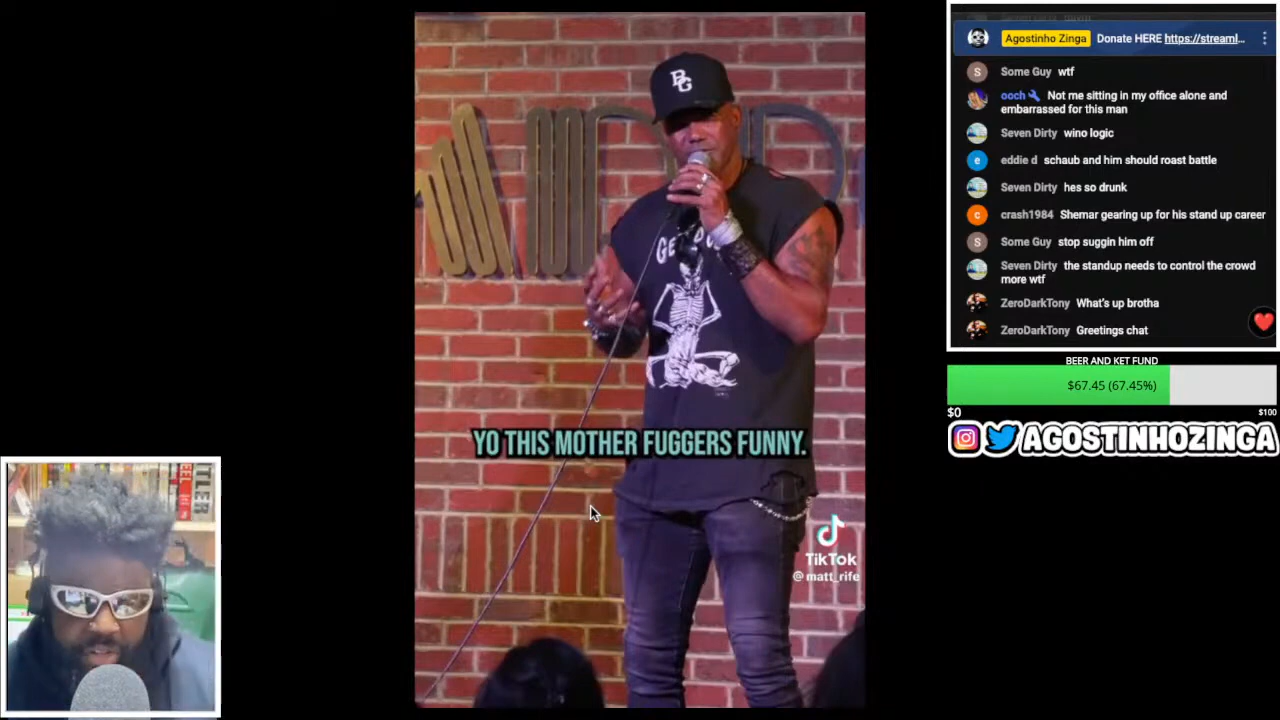 BG
GE
YO THIS MOTHER FUGGERS FUNNY.
TikTok
@matt_rife
Agostinho Zinga Donate HERE https://streaml...
S Some Guy wtf
ooch Not me sitting in my office alone and
embarrassed for this man
Seven Dirty wino logic
e eddie d schaub and him should roast battle
Seven Dirty hes so drunk
c crash1984 Shemar gearing up for his stand up career
S Some Guy stop suggin him off
Seven Dirty the standup needs to control the crowd
more wtf
ZeroDarkTony What's up brotha
ZeroDarkTony Greetings chat
BEER AND KET FUND
$67.45 (67.45%)
$0 $100
AGOSTINHOZINGA